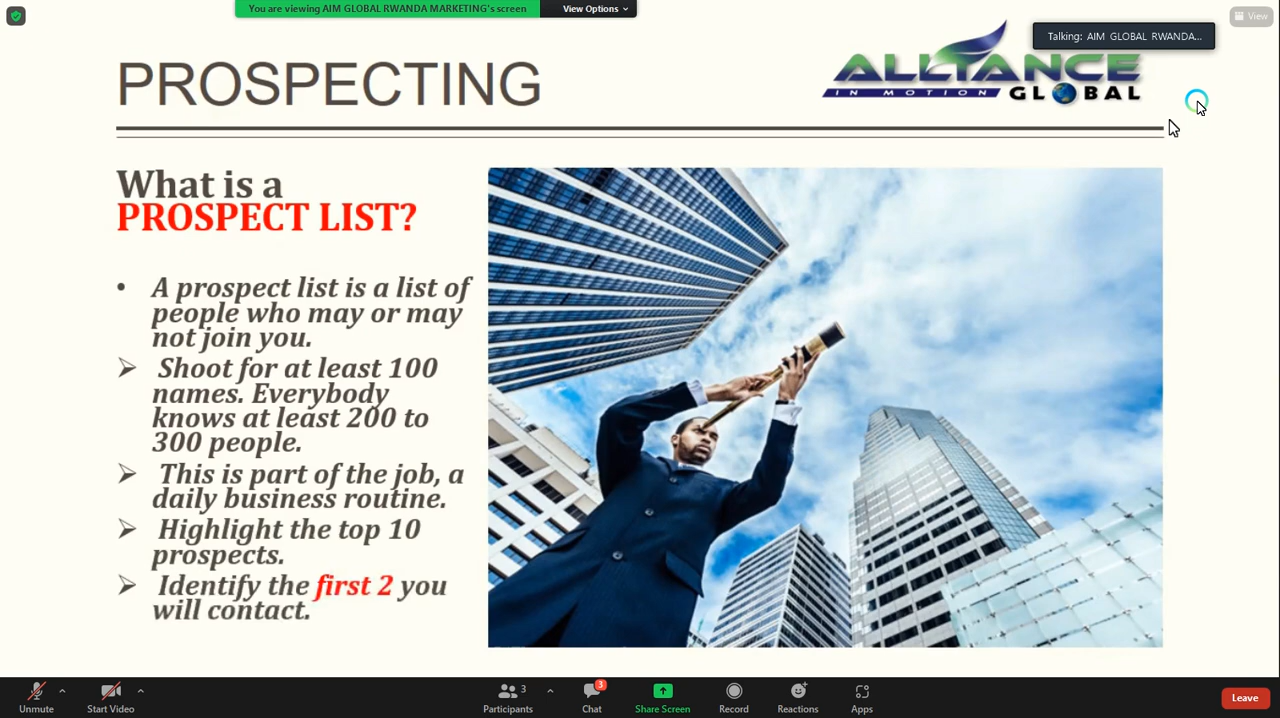 You are viewing AIM GLOBAL RWANDA MARKETING's screen
View Options
View
Talking: AIM GLOBAL RWANDA...
PROSPECTING
ALLIANCE
IN MOTION
GLOBAL
What is a
PROSPECT LIST?
• A prospect list is a list of
people who may or may
not join you.
➢ Shoot for at least 100
names. Everybody
knows at least 200 to
300 people.
➢ This is part of the job, a
daily business routine.
➢ Highlight the top 10
prospects.
➢ Identify the first 2 you
will contact.
Unmute
Start Video
3
Participants
3
Chat
Share Screen
Record
Reactions
Apps
Leave